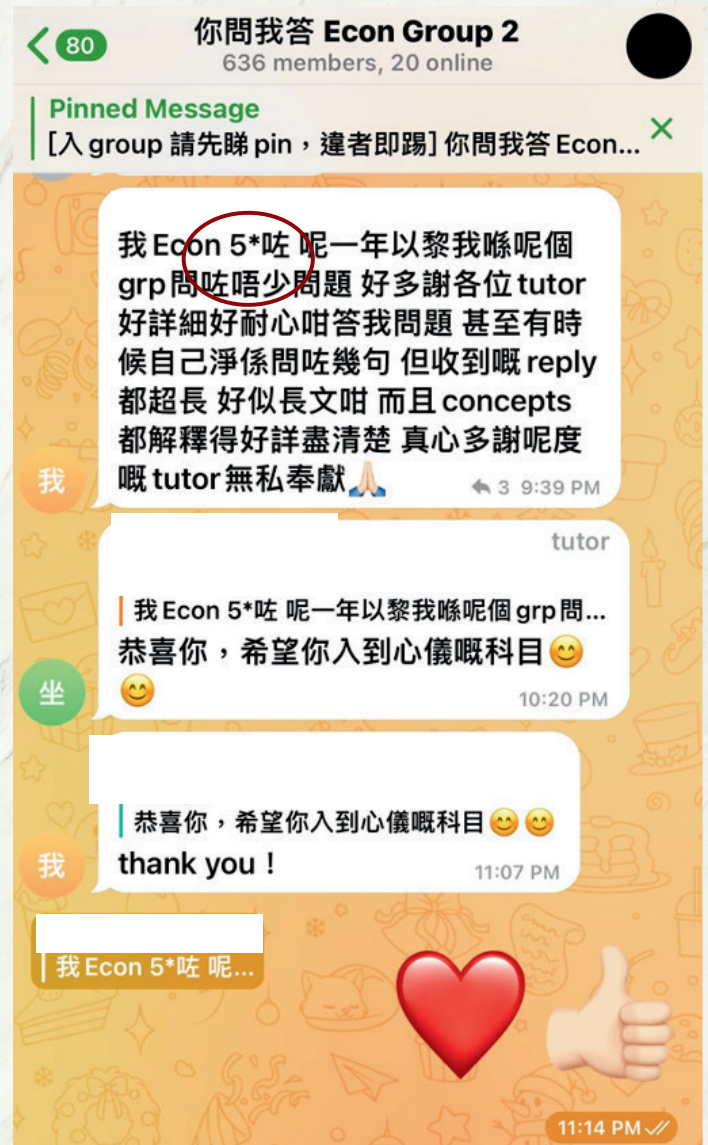 80
你問我答 Econ Group 2
636 members, 20 online
Pinned Message
[入 group 請先睇 pin，違者即踢] 你問我答 Econ...
我 Econ 5*咗 呢一年以黎我喺呢個
grp 問咗唔少問題 好多謝各位 tutor
好詳細好耐心咁答我問題 甚至有時
候自己淨係問咗幾句 但收到嘅 reply
都超長 好似長文咁 而且 concepts
都解釋得好詳盡清楚 真心多謝呢度
嘅 tutor 無私奉獻🙏🏻
3 9:39 PM
我
tutor
我 Econ 5*咗 呢一年以黎我喺呢個 grp 問...
恭喜你，希望你入到心儀嘅科目😊
😊
10:20 PM
坐
恭喜你，希望你入到心儀嘅科目😊😊
thank you！
11:07 PM
我
我 Econ 5*咗 呢...
11:14 PM